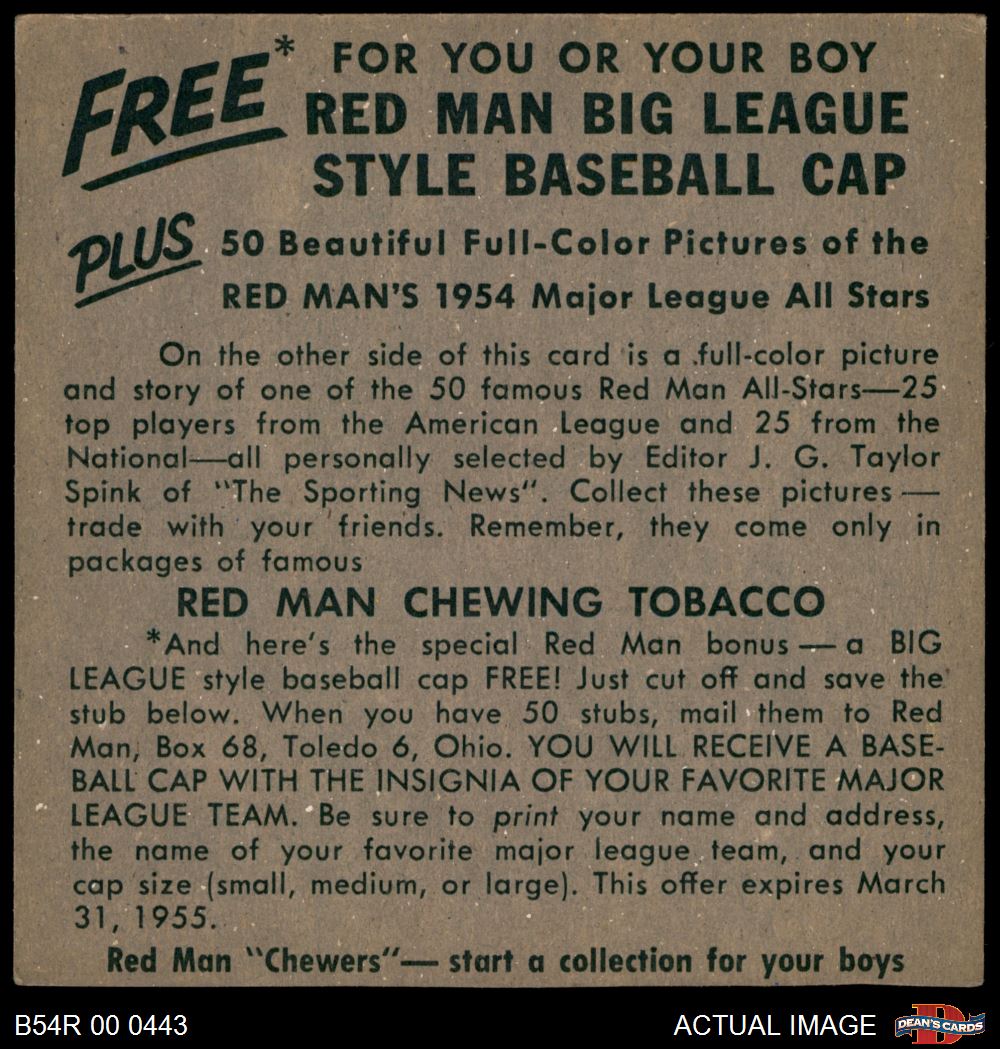 FREE* FOR YOU OR YOUR BOY
RED MAN BIG LEAGUE
STYLE BASEBALL CAP
PLUS 50 Beautiful Full-Color Pictures of the
RED MAN'S 1954 Major League All Stars
On the other side of this card is a full-color picture
and story of one of the 50 famous Red Man All-Stars—25
top players from the American League and 25 from the
National—all personally selected by Editor J. G. Taylor
Spink of "The Sporting News". Collect these pictures —
trade with your friends. Remember, they come only in
packages of famous
RED MAN CHEWING TOBACCO
*And here's the special Red Man bonus — a BIG
LEAGUE style baseball cap FREE! Just cut off and save the
stub below. When you have 50 stubs, mail them to Red
Man, Box 68, Toledo 6, Ohio. YOU WILL RECEIVE A BASE-
BALL CAP WITH THE INSIGNIA OF YOUR FAVORITE MAJOR
LEAGUE TEAM. Be sure to print your name and address,
the name of your favorite major league team, and your
cap size (small, medium, or large). This offer expires March
31, 1955.
Red Man "Chewers"— start a collection for your boys
B54R 00 0443
ACTUAL IMAGE
D
DEAN'S CARDS